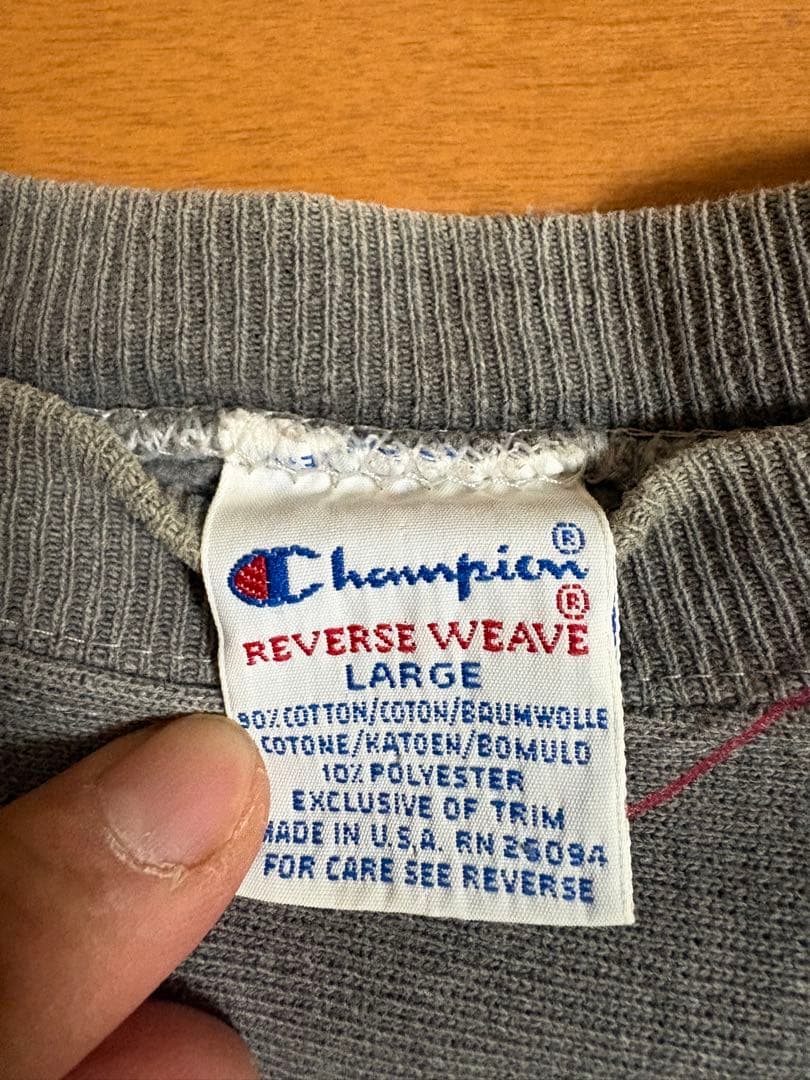 Champion®
REVERSE WEAVE®
LARGE
90% COTTON/COTON/BAUMWOLLE
COTONE/KATOEN/BOMULD
10% POLYESTER
EXCLUSIVE OF TRIM
MADE IN U.S.A. RN 26094
FOR CARE SEE REVERSE